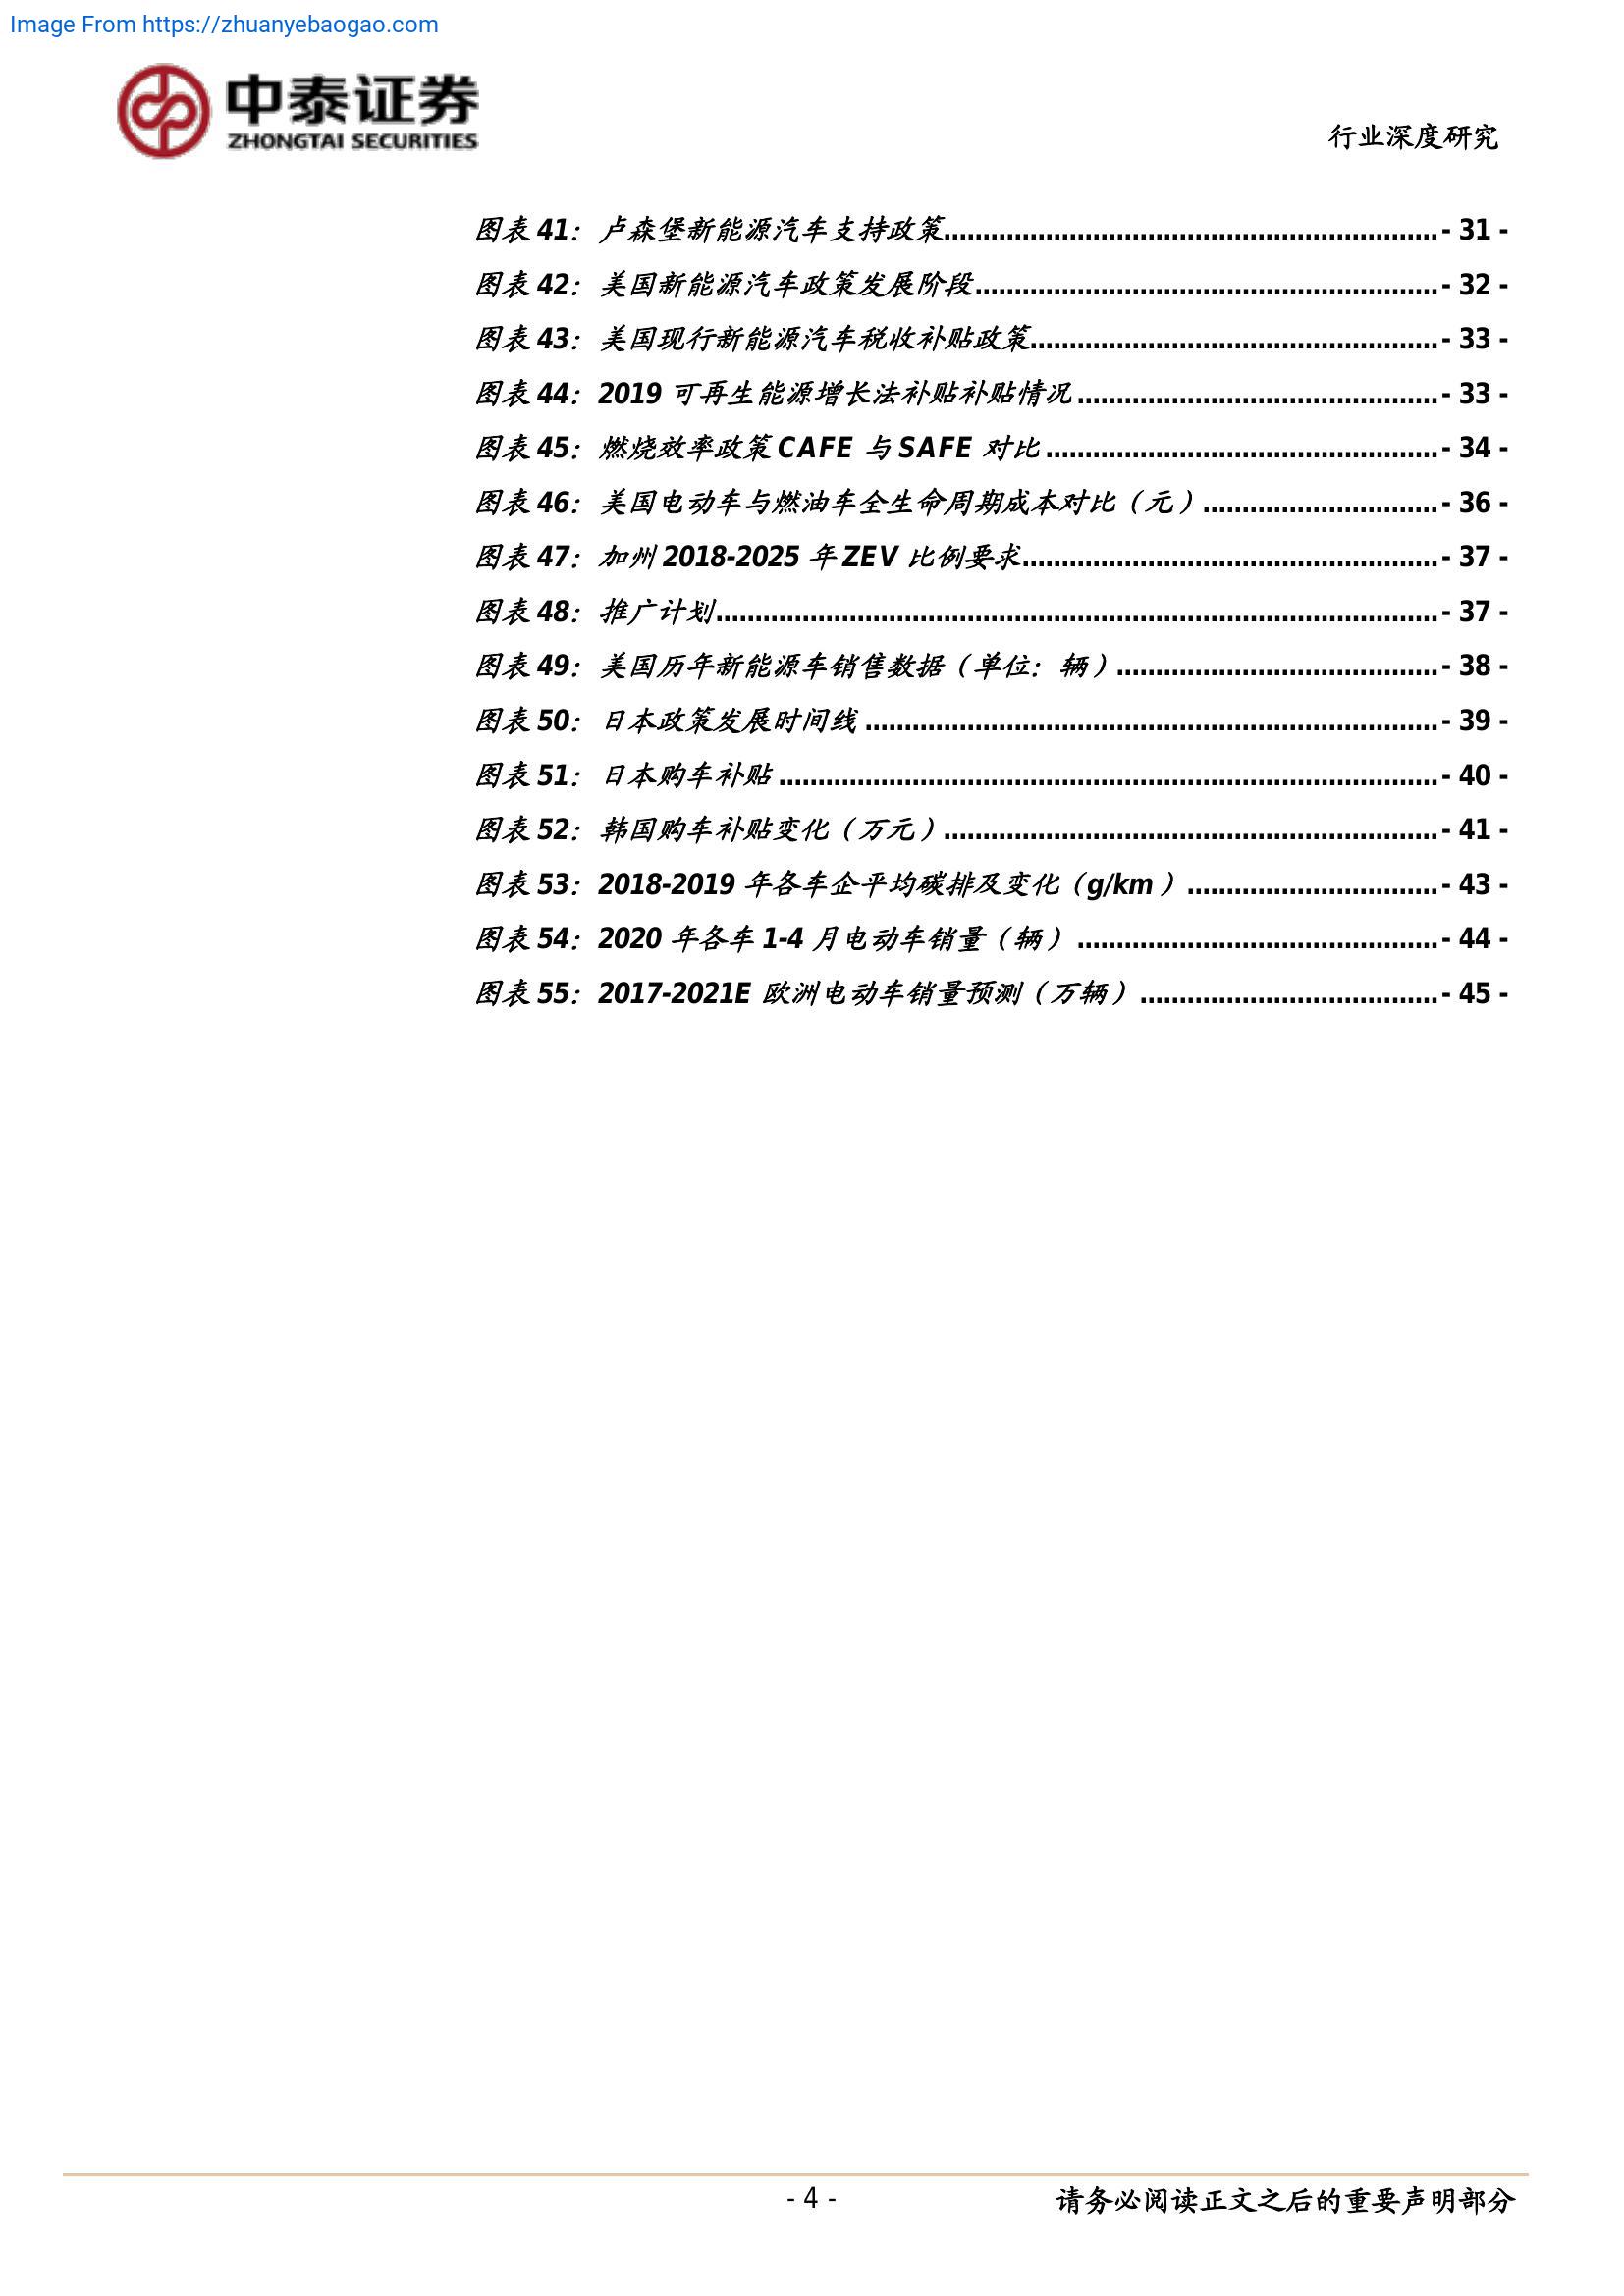 Image From https://zhuanyebaogao.com
中泰证券
ZHONGTAI SECURITIES
行业深度研究
图表 41：卢森堡新能源汽车支持政策 - 31 -
图表 42：美国新能源汽车政策发展阶段 - 32 -
图表 43：美国现行新能源汽车税收补贴政策 - 33 -
图表 44：2019 可再生能源增长法补贴补贴情况 - 33 -
图表 45：燃烧效率政策 CAFE 与 SAFE 对比 - 34 -
图表 46：美国电动车与燃油车全生命周期成本对比（元） - 36 -
图表 47：加州 2018-2025 年 ZEV 比例要求 - 37 -
图表 48：推广计划 - 37 -
图表 49：美国历年新能源车销售数据（单位：辆） - 38 -
图表 50：日本政策发展时间线 - 39 -
图表 51：日本购车补贴 - 40 -
图表 52：韩国购车补贴变化（万元） - 41 -
图表 53：2018-2019 年各车企平均碳排及变化（g/km） - 43 -
图表 54：2020 年各车 1-4 月电动车销量（辆） - 44 -
图表 55：2017-2021E 欧洲电动车销量预测（万辆） - 45 -
- 4 -
请务必阅读正文之后的重要声明部分